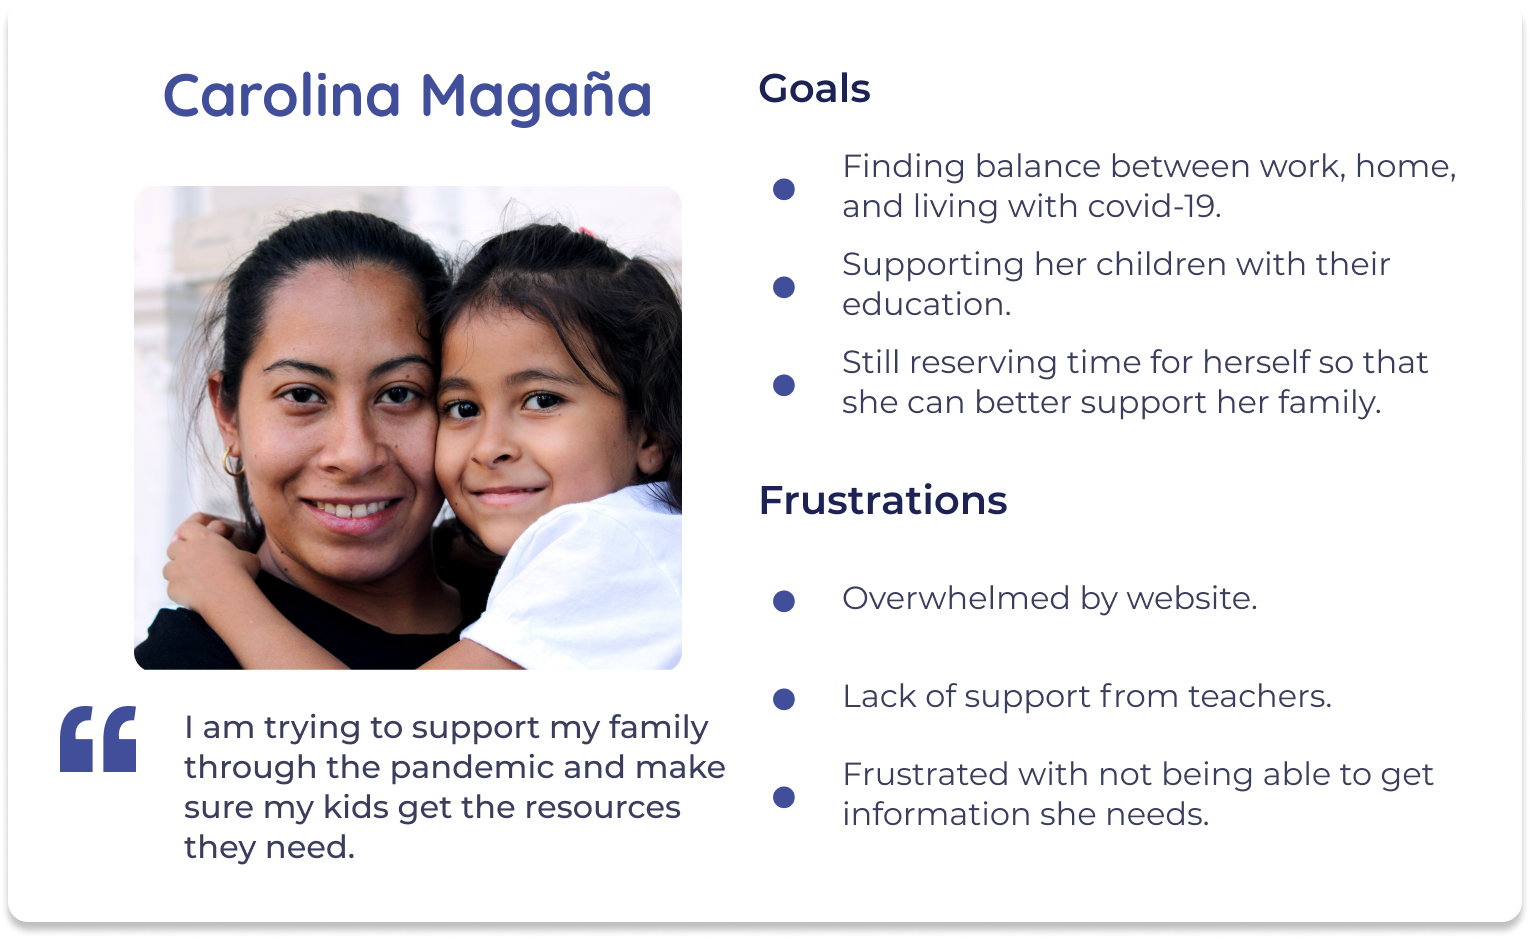 Carolina Magaña
I am trying to support my family
through the pandemic and make
sure my kids get the resources
they need.
Goals
Finding balance between work, home,
and living with covid-19.
Supporting her children with their
education.
Still reserving time for herself so that
she can better support her family.
Frustrations
Overwhelmed by website.
Lack of support from teachers.
Frustrated with not being able to get
information she needs.